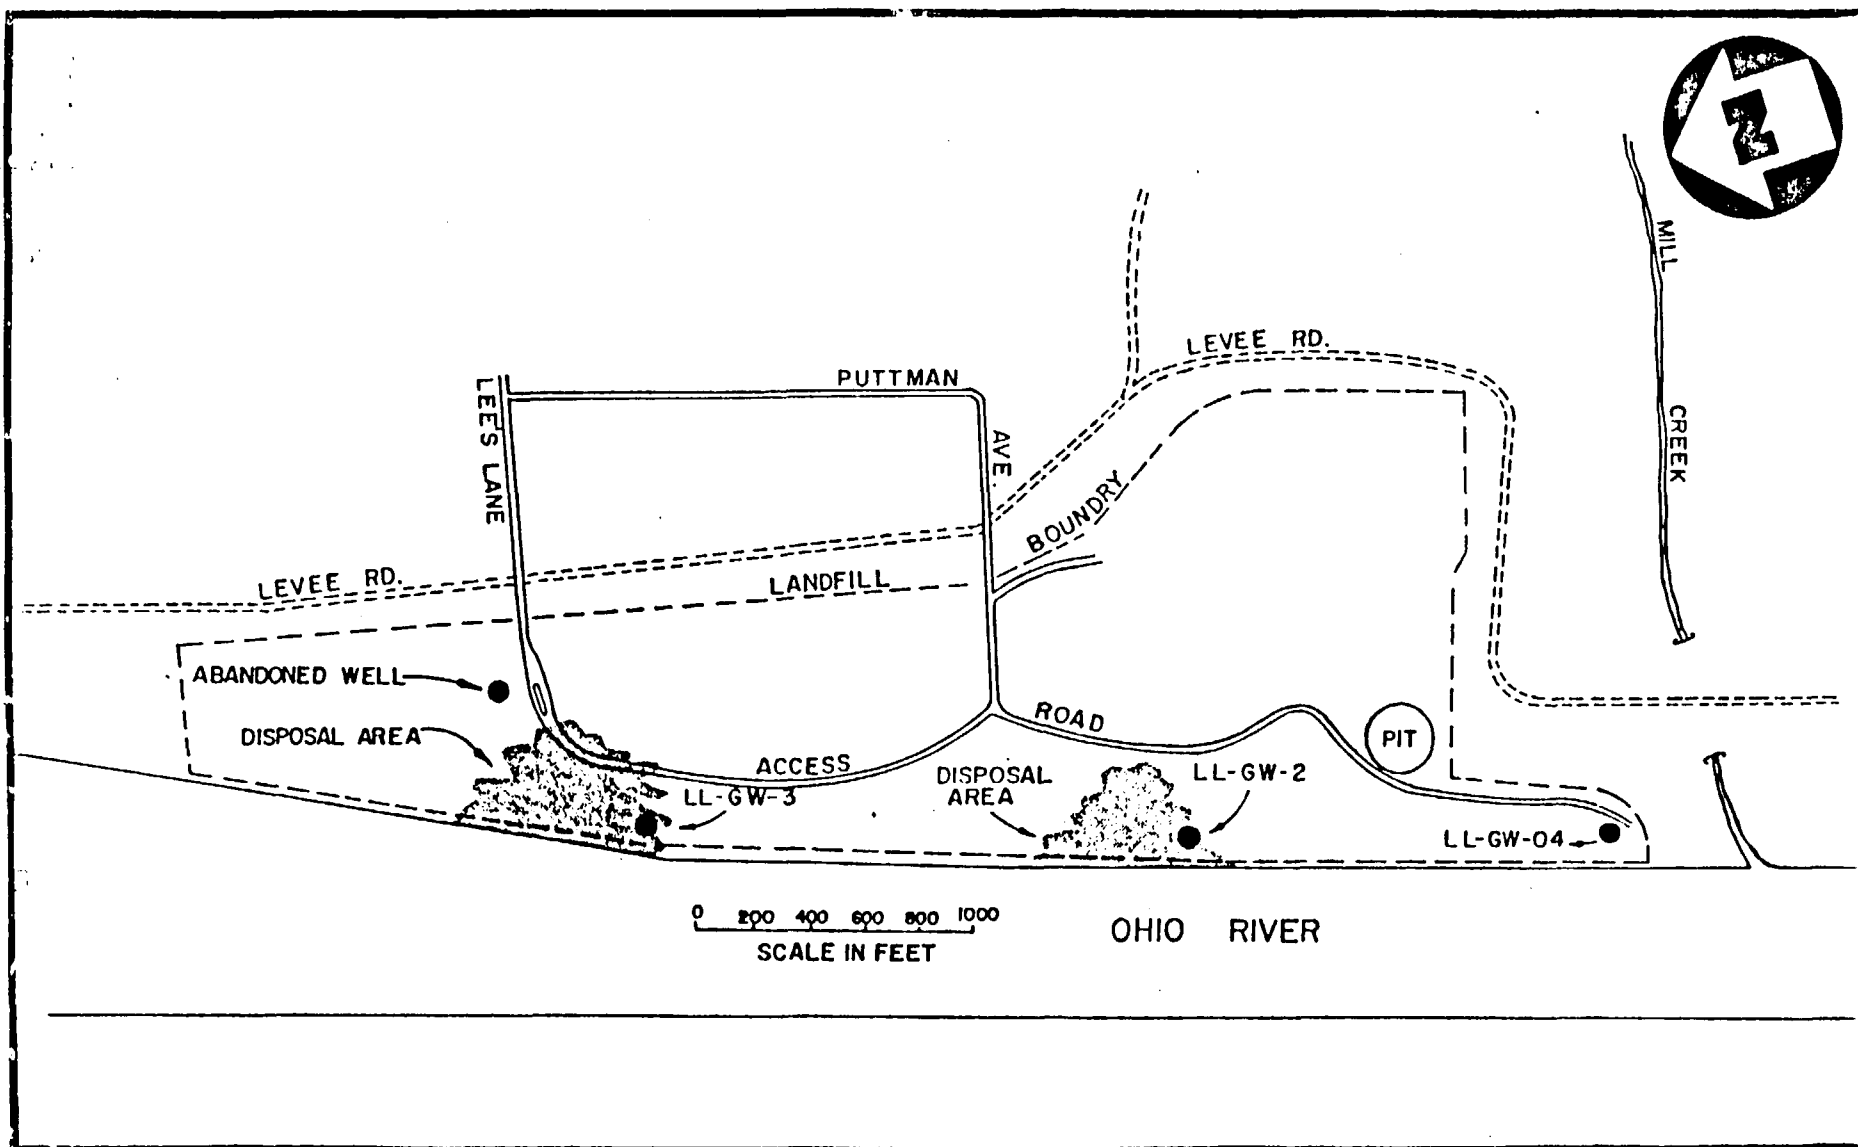 N
MILL
CREEK
LEVEE RD.
PUTTMAN
AVE.
LEE'S LANE
BOUNDRY
LEVEE RD.
LANDFILL
ABANDONED WELL
DISPOSAL AREA
ROAD
PIT
ACCESS
LL-GW-3
DISPOSAL
AREA
LL-GW-2
LL-GW-04
0 200 400 600 800 1000
SCALE IN FEET
OHIO RIVER